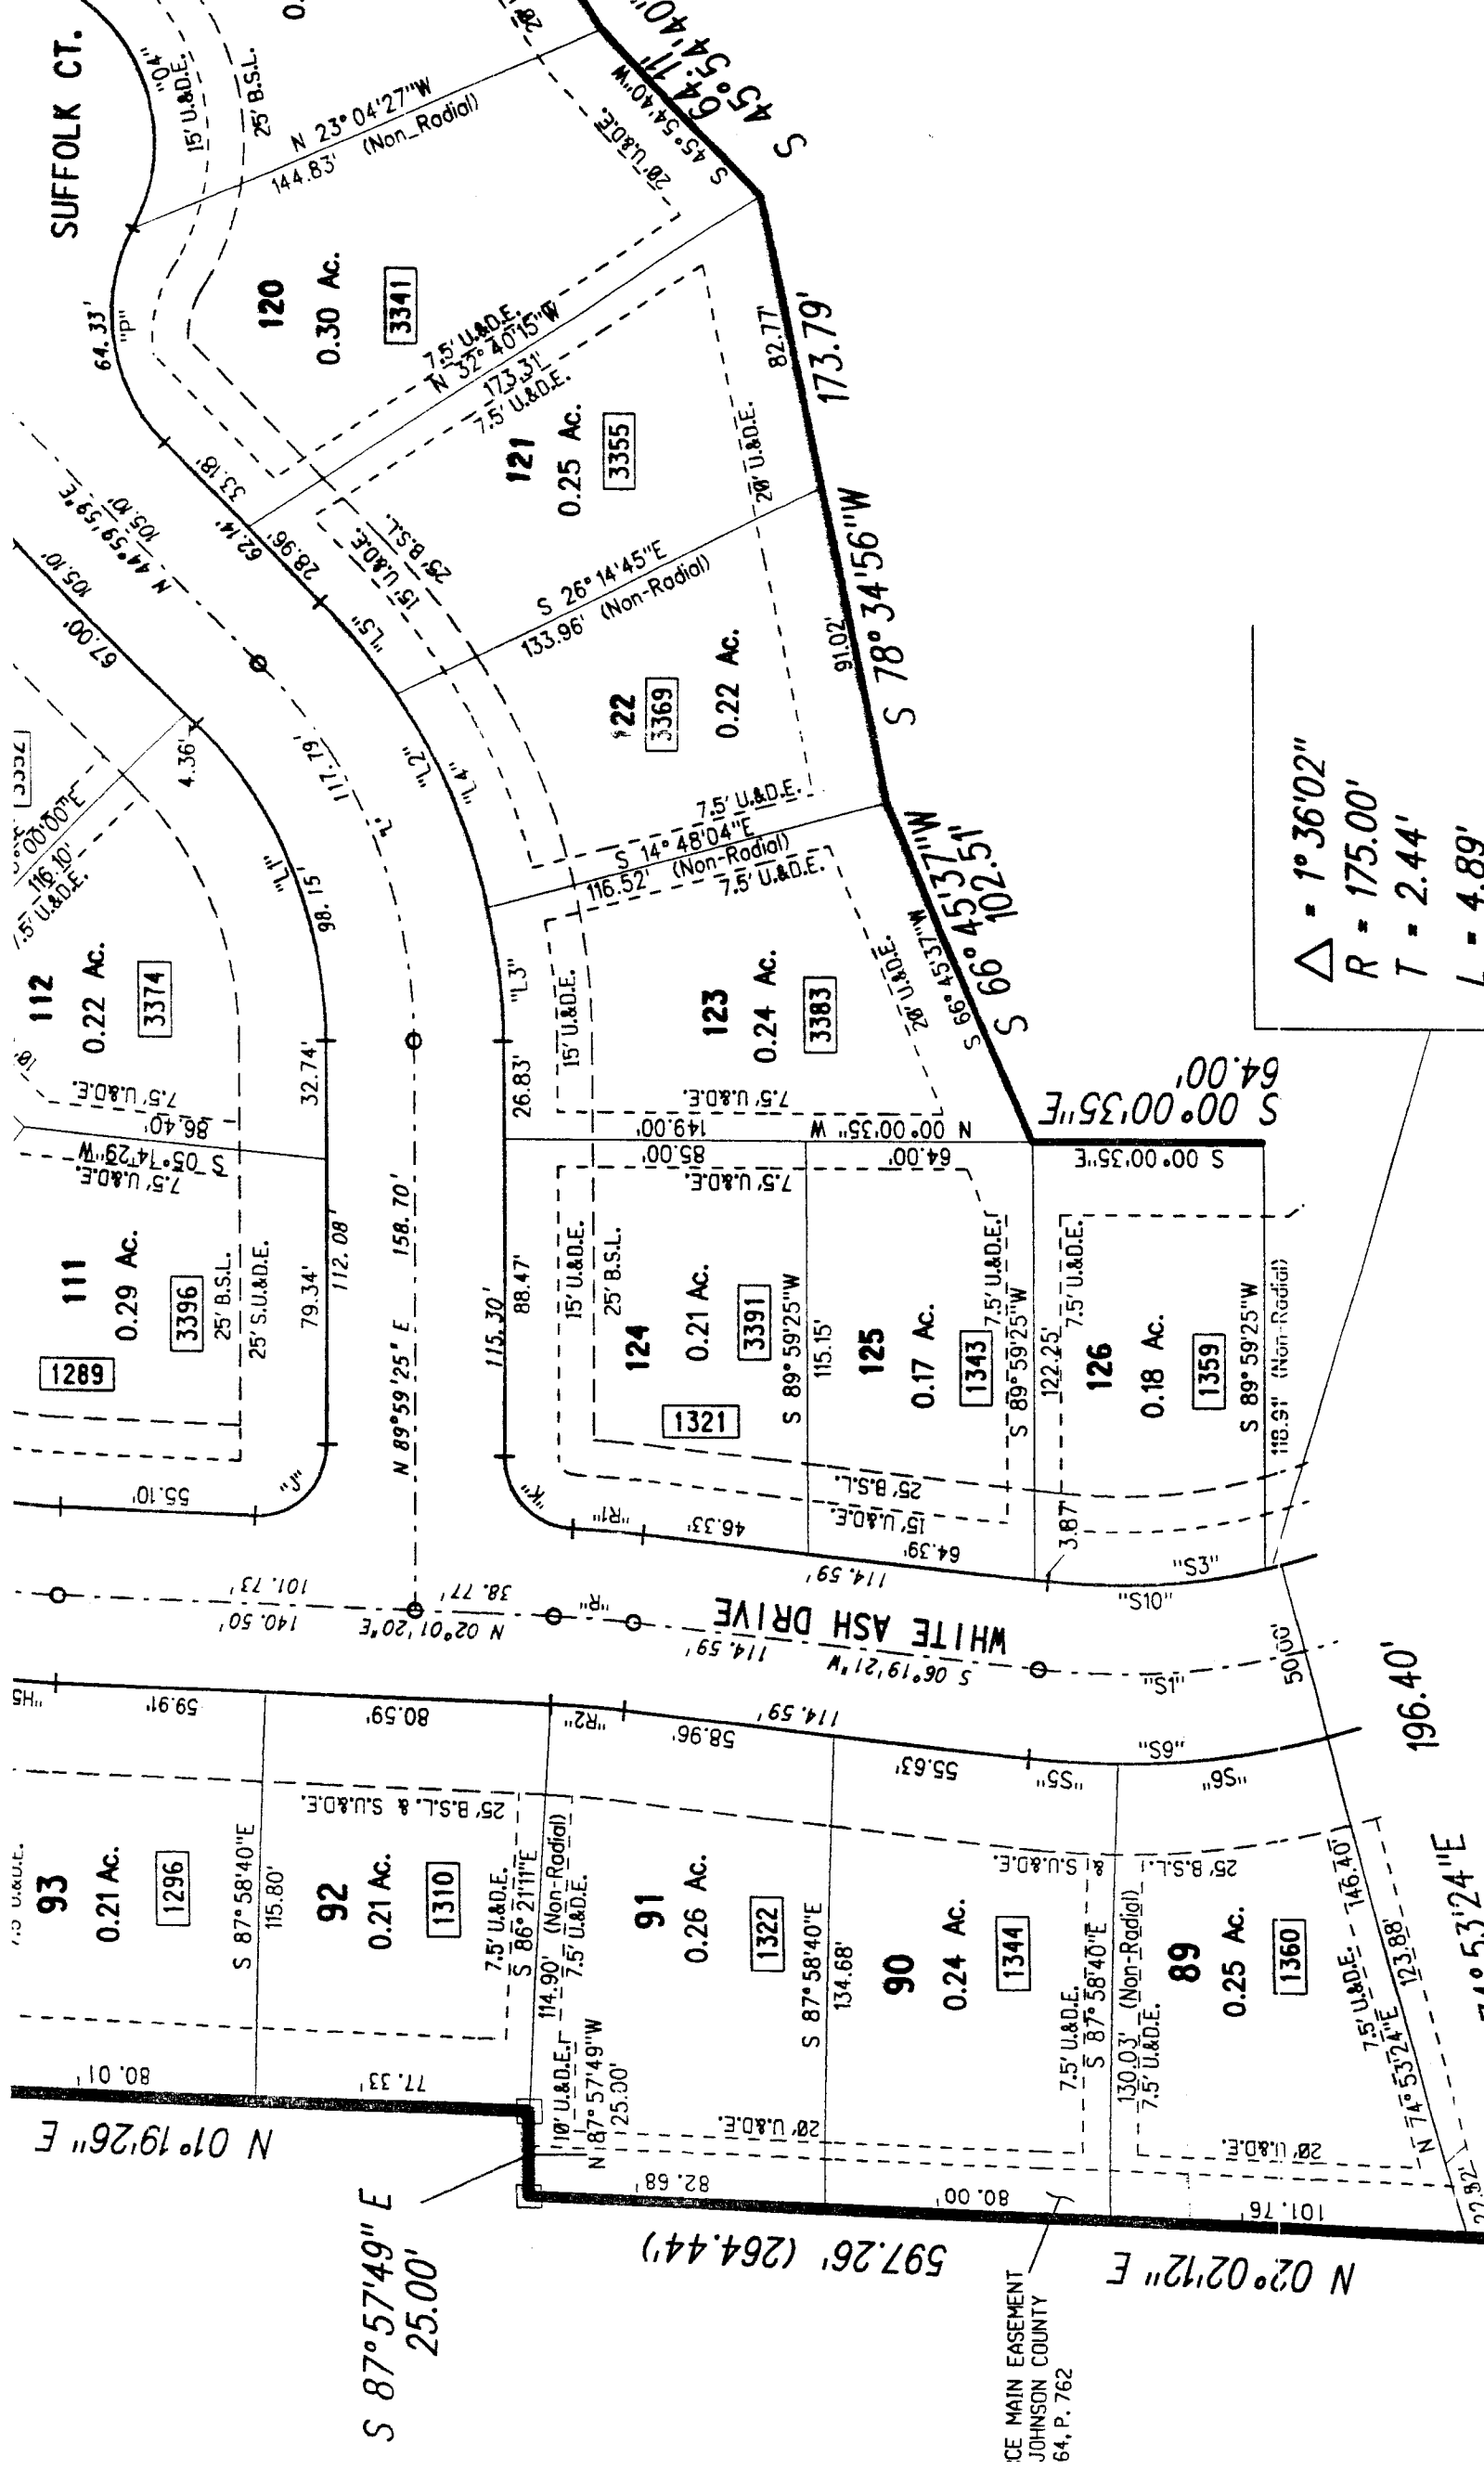 SUFFOLK CT.
"04"
15' U.&D.E.
25' B.S.L.
N 23° 04'27"W
144.83' (Non_Radial)
20' U.&D.E.
S 45°54'40"W
64.11'
S 45°54'40"
64.33'
"P"
120
0.30 Ac.
3341
7.5' U.&D.E.
N 32° 40'15"W
173.31'
7.5' U.&D.E.
33.18'
62.14'
28.96'
N 44°59'59"E
105.10'
105.10'
67.00'
121
0.25 Ac.
3355
82.77'
173.79'
20' U.&D.E.
15' U.&D.E.
25' B.S.L.
"L5"
S 26° 14'45"E
133.96' (Non-Radial)
122
3369
0.22 Ac.
91.02'
S 78° 34'56"W
4.36'
117.79'
"L"
"L2"
"L4"
7.5' U.&D.E.
S 14° 48'04"E
116.52' (Non-Radial)
7.5' U.&D.E.
3352
00'00"E
116.10'
7.5' U.&D.E.
"L1"
98.15'
112
0.22 Ac.
3374
10'
7.5' U.&D.E.
86.40'
S 05°14'29"W
7.5' U.&D.E.
32.74'
"L3"
26.83'
15' U.&D.E.
123
0.24 Ac.
3383
20' U.&D.E.
S 66° 45'37"W
S 66° 45'37"W
102.51'
7.5' U.&D.E.
N 00°00'35" W
149.00'
85.00'
64.00'
7.5' U.&D.E.
S 00°00'35"E
64.00'
S 00°00'35"E
△ = 1° 36'02"
R = 175.00'
T = 2.44'
L = 4.89'
111
0.29 Ac.
3396
1289
25' B.S.L.
25' S.U.&D.E.
79.34'
112.08'
N 89°59'25" E 158.70'
115.30'
88.47'
15' U.&D.E.
25' B.S.L.
124
0.21 Ac.
3391
1321
S 89° 59'25"W
115.15'
125
0.17 Ac.
1343
7.5' U.&D.E.
S 89°59'25"W
122.25'
7.5' U.&D.E.
126
0.18 Ac.
1359
S 89° 59'25"W
118.91' (Non-Radial)
55.10'
"J"
"K"
"R1"
46.33'
25' B.S.L.
15' U.&D.E.
64.39'
114.59'
3.87'
"S3"
"S10"
101.73'
140.50'
38.77'
N 02°01'20"E
"R"
WHITE ASH DRIVE
114.59'
S 06°19'21"W
"S1"
50.00'
196.40'
"H5
59.91'
80.59'
"R2"
114.59'
58.96'
55.63'
"S5"
"S9"
"S6"
7.5' U.&D.E.
93
0.21 Ac.
1296
S 87° 58'40"E
115.80'
25' B.S.L. & S.U.&D.E.
92
0.21 Ac.
1310
7.5' U.&D.E.
S 86° 21'11"E
114.90' (Non-Radial)
7.5' U.&D.E.
91
0.26 Ac.
1322
S 87° 58'40"E
134.68'
90
0.24 Ac.
1344
& S.U.&D.E.
25' B.S.L.
7.5' U.&D.E.
S 87° 58'40"E
130.03' (Non-Radial)
7.5' U.&D.E.
89
0.25 Ac.
1360
7.5' U.&D.E.
146.40'
N 74° 53'24"E
123.88'
74° 53'24"E
22.82'
80.01'
77.33'
N 01°19'26" E
10' U.&D.E.
N 87° 57'49"W
25.00'
S 87° 57'49" E
25.00'
20' U.&D.E.
82.68'
80.00'
597.26' (264.44')
20' U.&D.E.
101.76'
N 02°02'12" E
CE MAIN EASEMENT
JOHNSON COUNTY
64, P. 762